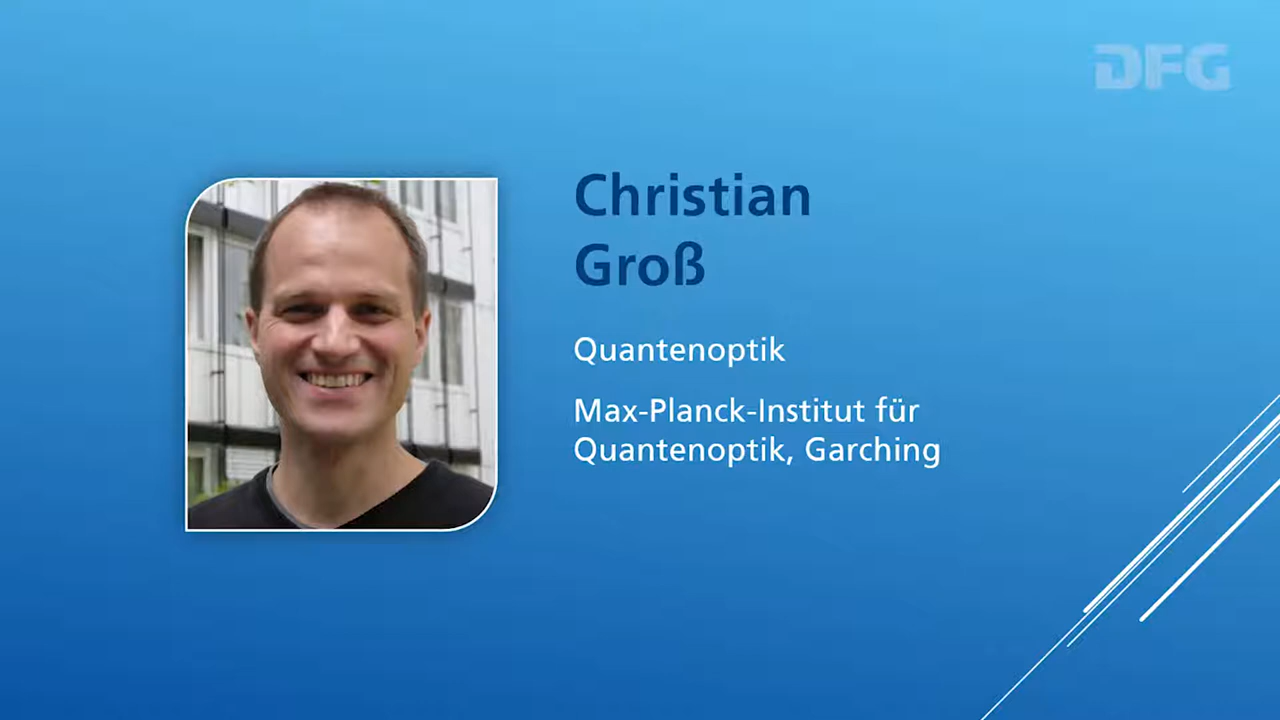 DFG
Christian
Groß
Quantenoptik
Max-Planck-Institut für
Quantenoptik, Garching